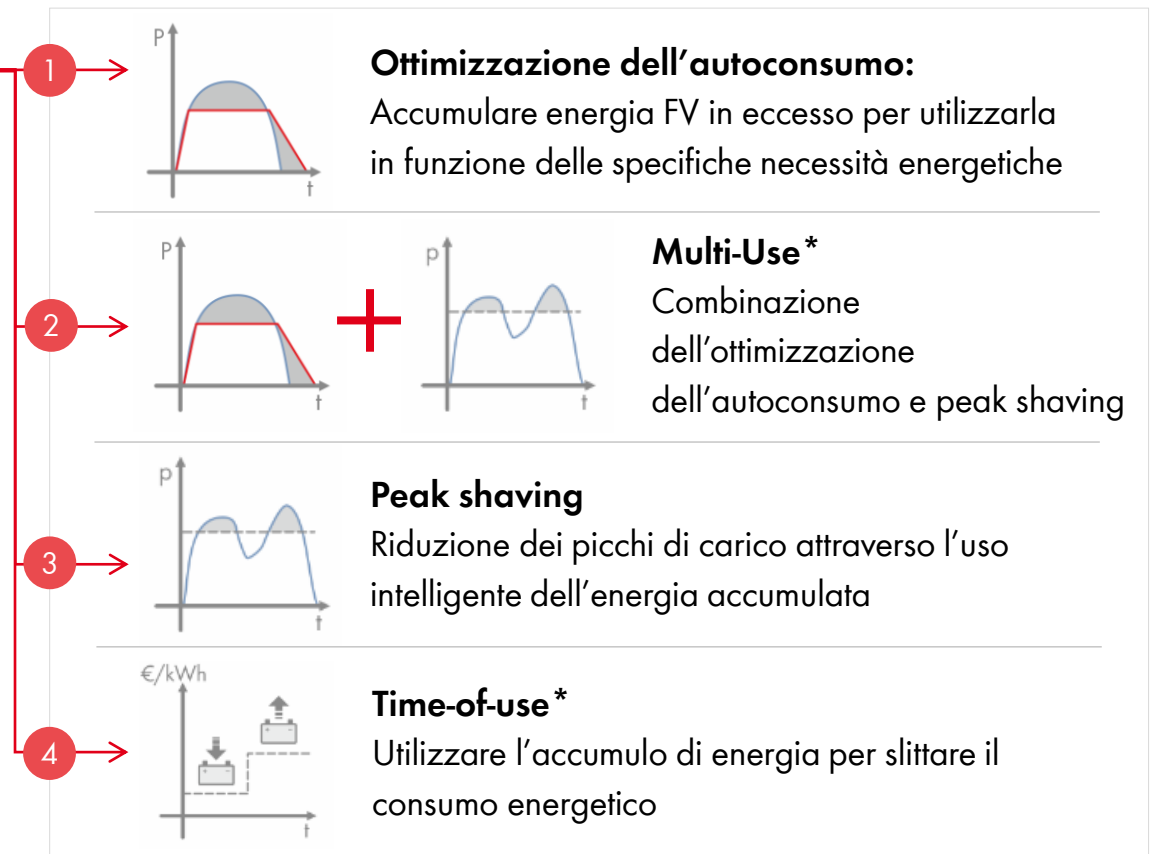 1
P
t
Ottimizzazione dell’autoconsumo:
Accumulare energia FV in eccesso per utilizzarla
in funzione delle specifiche necessità energetiche
2
P
t
p
t
Multi-Use*
Combinazione
dell’ottimizzazione
dell’autoconsumo e peak shaving
3
p
t
Peak shaving
Riduzione dei picchi di carico attraverso l’uso
intelligente dell’energia accumulata
4
€/kWh
t
Time-of-use*
Utilizzare l’accumulo di energia per slittare il
consumo energetico